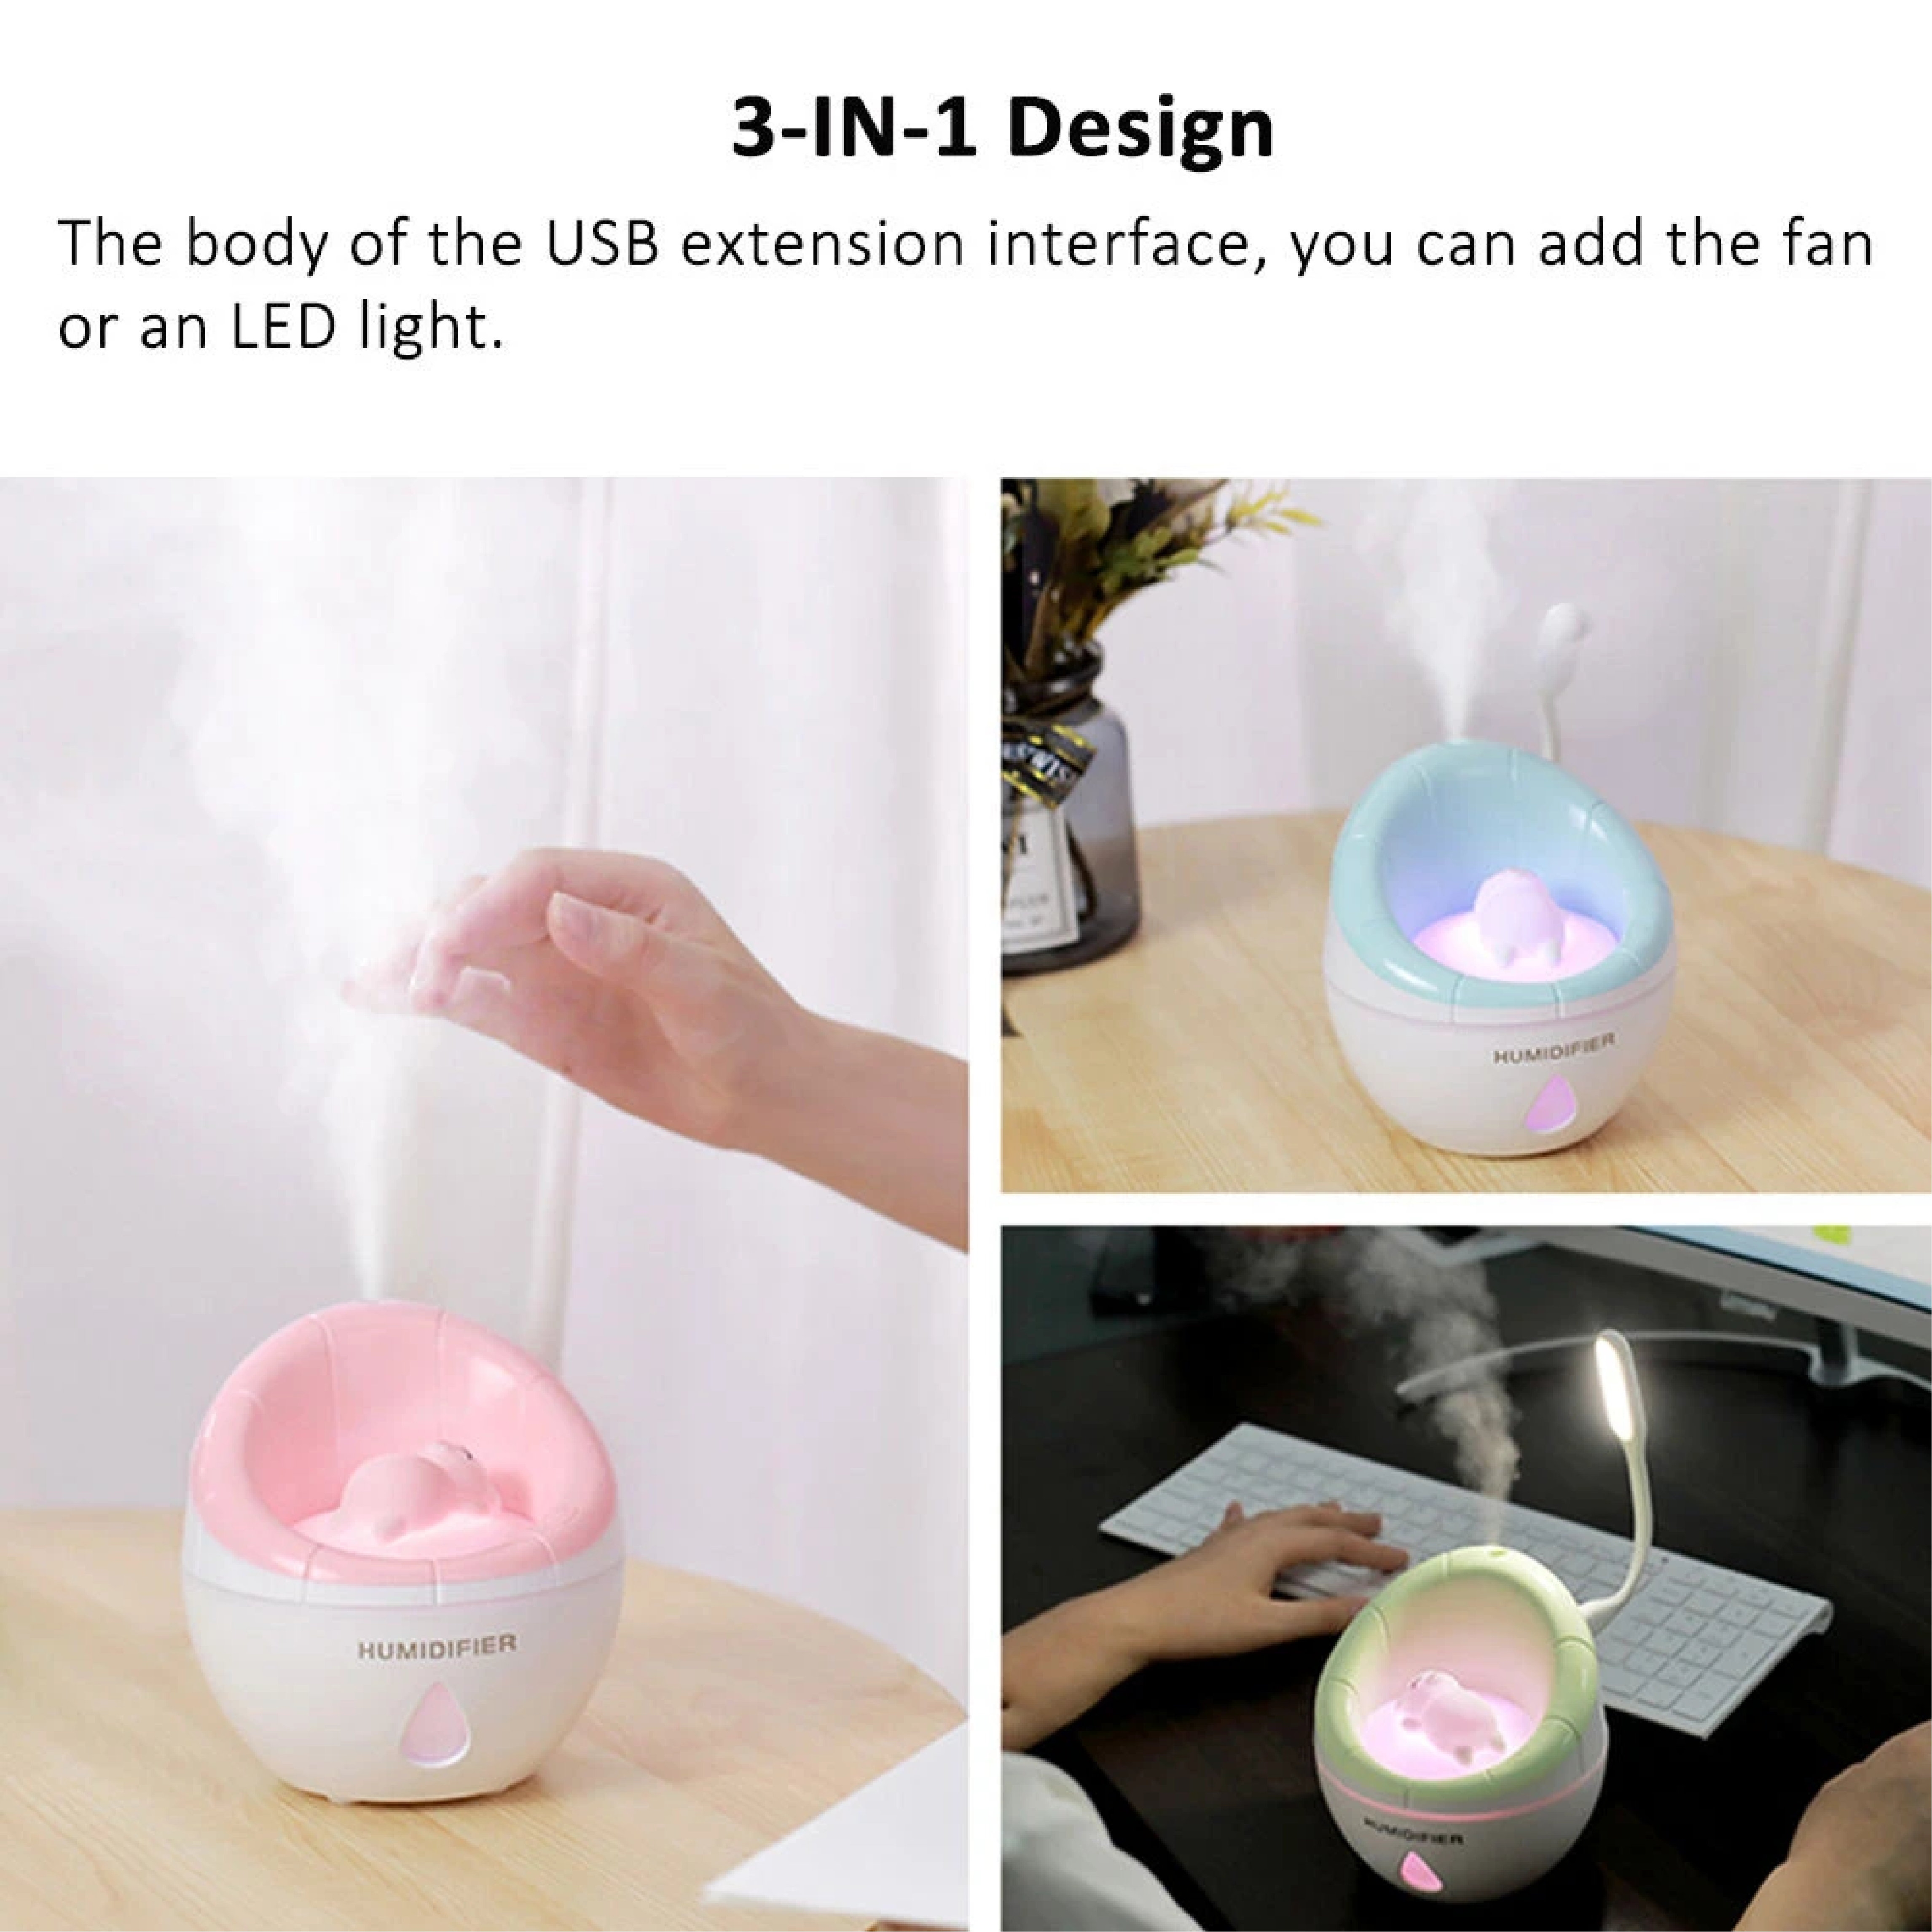 3-IN-1 Design
The body of the USB extension interface, you can add the fan
or an LED light.
HUMIDIFIER
HUMIDIFIER
HUMIDIFIER